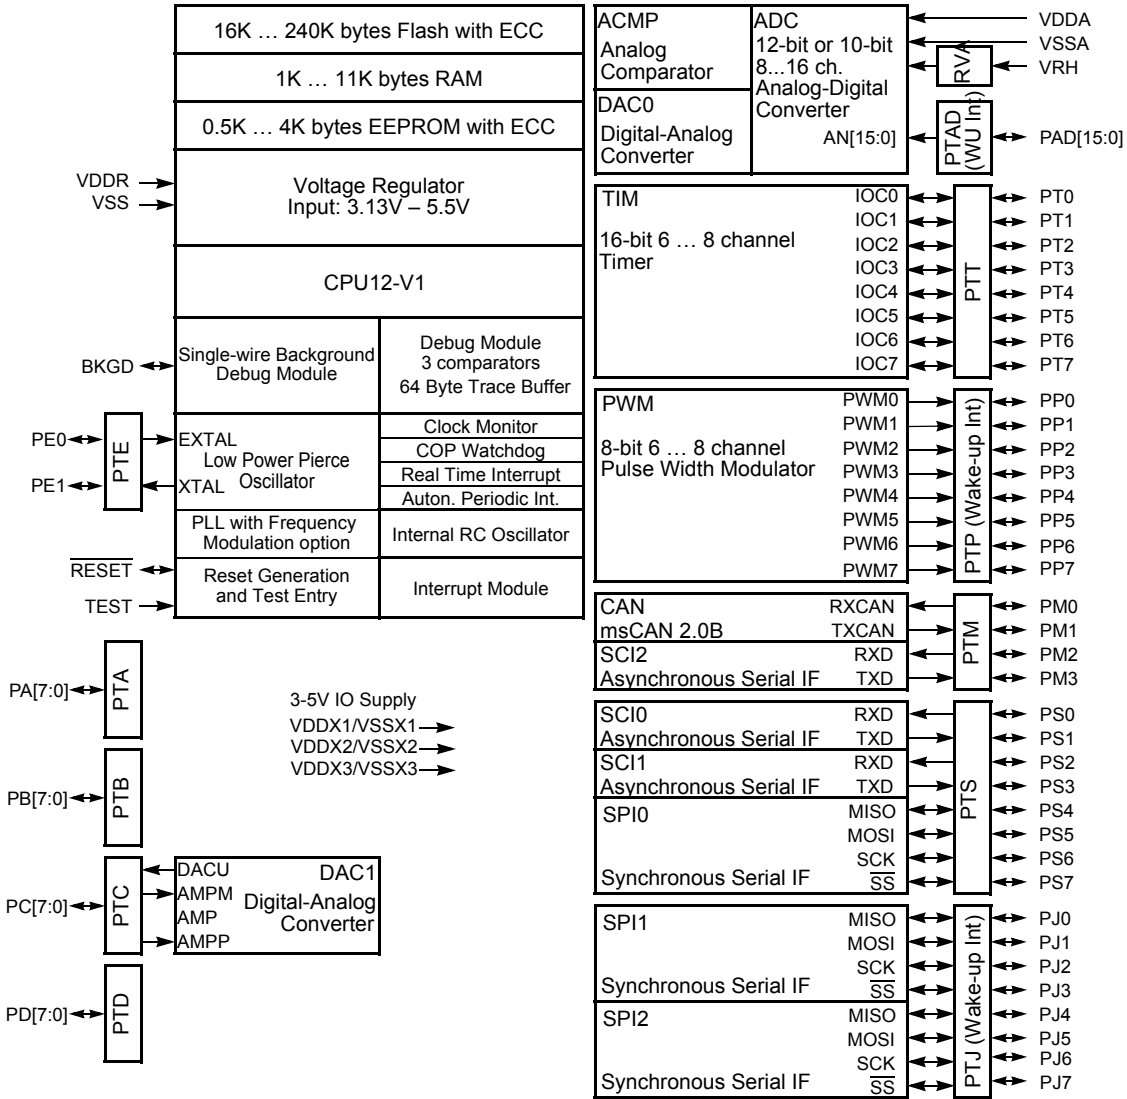 16K … 240K bytes Flash with ECC
1K … 11K bytes RAM
0.5K … 4K bytes EEPROM with ECC
VDDR
VSS
Voltage Regulator
Input: 3.13V – 5.5V
CPU12-V1
BKGD
Single-wire Background
Debug Module
Debug Module
3 comparators
64 Byte Trace Buffer
PE0
PE1
PTE
EXTAL
Low Power Pierce
Oscillator
XTAL
Clock Monitor
COP Watchdog
Real Time Interrupt
Auton. Periodic Int.
PLL with Frequency
Modulation option
Internal RC Oscillator
RESET
TEST
Reset Generation
and Test Entry
Interrupt Module
PA[7:0]
PTA
3-5V IO Supply
VDDX1/VSSX1
VDDX2/VSSX2
VDDX3/VSSX3
PB[7:0]
PTB
PC[7:0]
PTC
DACU
AMPM
AMP
AMPP
DAC1
Digital-Analog
Converter
PD[7:0]
PTD
ACMP
Analog
Comparator
DAC0
Digital-Analog
Converter
ADC
12-bit or 10-bit
8...16 ch.
Analog-Digital
Converter
AN[15:0]
RVA
PTAD
(WU Int)
VDDA
VSSA
VRH
PAD[15:0]
TIM
16-bit 6 … 8 channel
Timer
IOC0
IOC1
IOC2
IOC3
IOC4
IOC5
IOC6
IOC7
PTT
PT0
PT1
PT2
PT3
PT4
PT5
PT6
PT7
PWM
8-bit 6 … 8 channel
Pulse Width Modulator
PWM0
PWM1
PWM2
PWM3
PWM4
PWM5
PWM6
PWM7
PTP (Wake-up Int)
PP0
PP1
PP2
PP3
PP4
PP5
PP6
PP7
CAN
msCAN 2.0B
RXCAN
TXCAN
SCI2
Asynchronous Serial IF
RXD
TXD
PTM
PM0
PM1
PM2
PM3
SCI0
Asynchronous Serial IF
RXD
TXD
SCI1
Asynchronous Serial IF
RXD
TXD
SPI0
Synchronous Serial IF
MISO
MOSI
SCK
SS
PTS
PS0
PS1
PS2
PS3
PS4
PS5
PS6
PS7
SPI1
Synchronous Serial IF
MISO
MOSI
SCK
SS
SPI2
Synchronous Serial IF
MISO
MOSI
SCK
SS
PTJ (Wake-up Int)
PJ0
PJ1
PJ2
PJ3
PJ4
PJ5
PJ6
PJ7